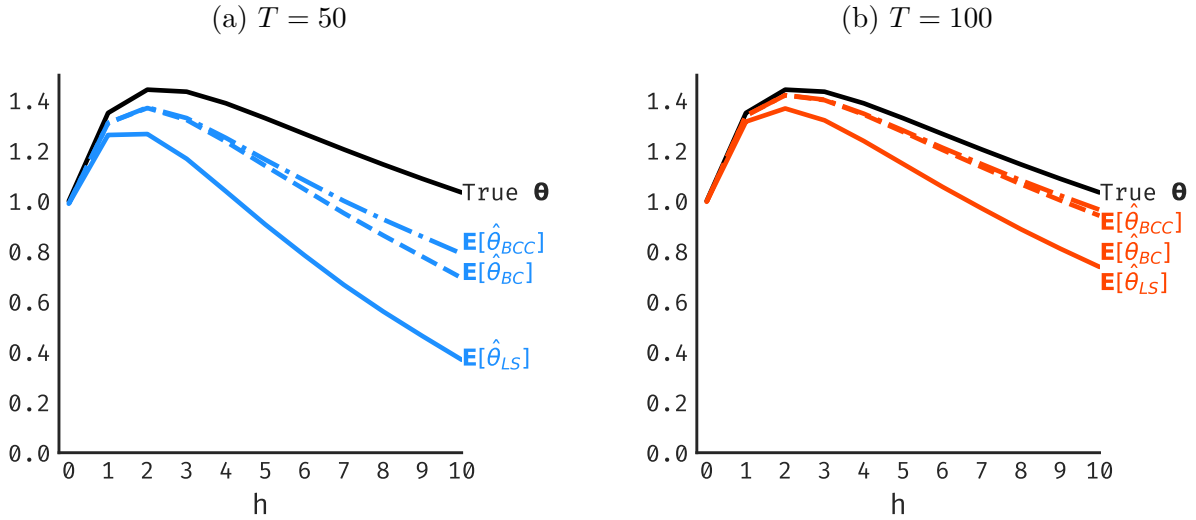 (a) T = 50
1.4
1.2
1.0
0.8
0.6
0.4
0.2
0.0
0 1 2 3 4 5 6 7 8 9 10
h
True θ
E[θ̂_BCC]
E[θ̂_BC]
E[θ̂_LS]
(b) T = 100
1.4
1.2
1.0
0.8
0.6
0.4
0.2
0.0
0 1 2 3 4 5 6 7 8 9 10
h
True θ
E[θ̂_BCC]
E[θ̂_BC]
E[θ̂_LS]